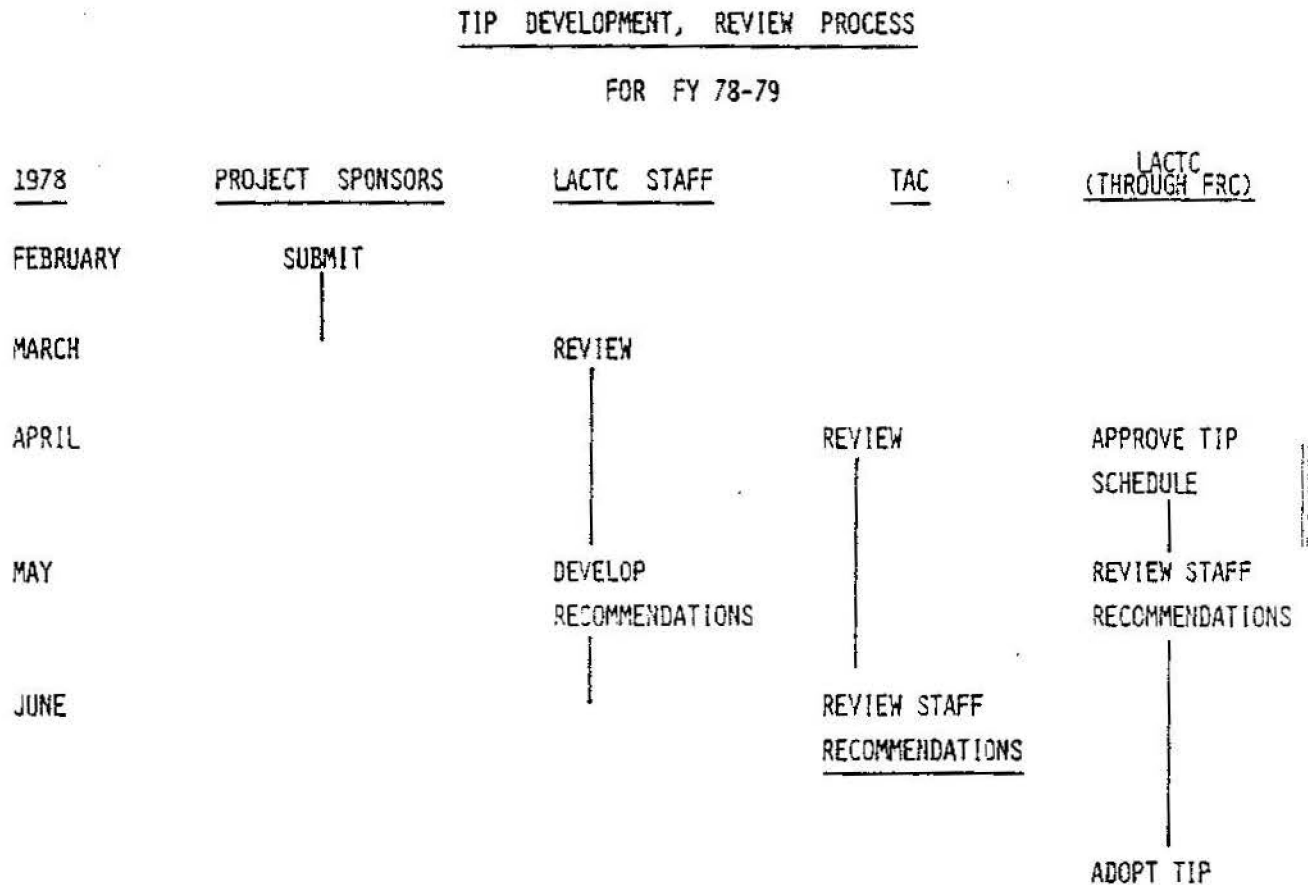 TIP DEVELOPMENT, REVIEW PROCESS
FOR FY 78-79
1978 PROJECT SPONSORS LACTC STAFF TAC LACTC (THROUGH FRC)
FEBRUARY SUBMIT
MARCH REVIEW
APRIL REVIEW APPROVE TIP
SCHEDULE
MAY DEVELOP REVIEW STAFF
RECOMMENDATIONS RECOMMENDATIONS
JUNE REVIEW STAFF
RECOMMENDATIONS
ADOPT TIP